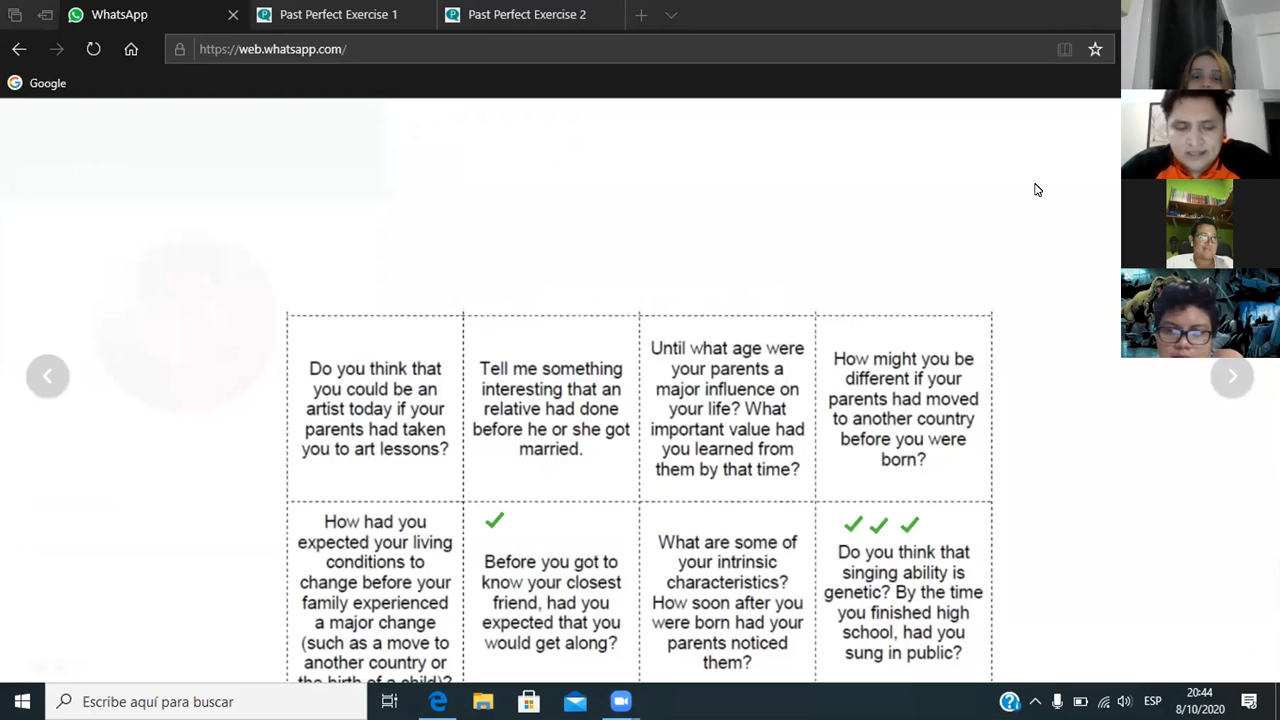 WhatsApp
Past Perfect Exercise 1
Past Perfect Exercise 2
https://web.whatsapp.com/
Google
Do you think that
you could be an
artist today if your
parents had taken
you to art lessons?
Tell me something
interesting that an
relative had done
before he or she got
married.
Until what age were
your parents a
major influence on
your life? What
important value had
you learned from
them by that time?
How might you be
different if your
parents had moved
to another country
before you were
born?
How had you
expected your living
conditions to
change before your
family experienced
a major change
(such as a move to
another country or
the birth of a child)?
Before you got to
know your closest
friend, had you
expected that you
would get along?
What are some of
your intrinsic
characteristics?
How soon after you
were born had your
parents noticed
them?
Do you think that
singing ability is
genetic? By the time
you finished high
school, had you
sung in public?
Escribe aquí para buscar
ESP
20:44
8/10/2020